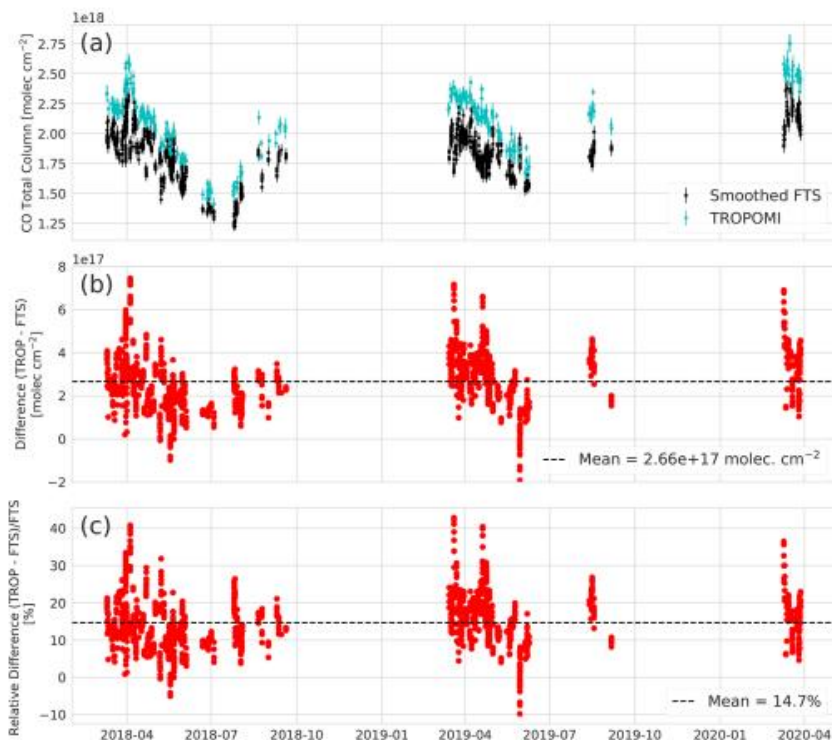 1e18
(a)
2.75
2.50
2.25
2.00
1.75
1.50
1.25
CO Total Column [molec cm⁻²]
Smoothed FTS
TROPOMI
1e17
(b)
8
6
4
2
0
−2
Difference (TROP - FTS)
[molec cm⁻²]
Mean = 2.66e+17 molec. cm⁻²
(c)
40
30
20
10
0
−10
Relative Difference (TROP - FTS)/FTS
[%]
Mean = 14.7%
2018-04 2018-07 2018-10 2019-01 2019-04 2019-07 2019-10 2020-01 2020-04